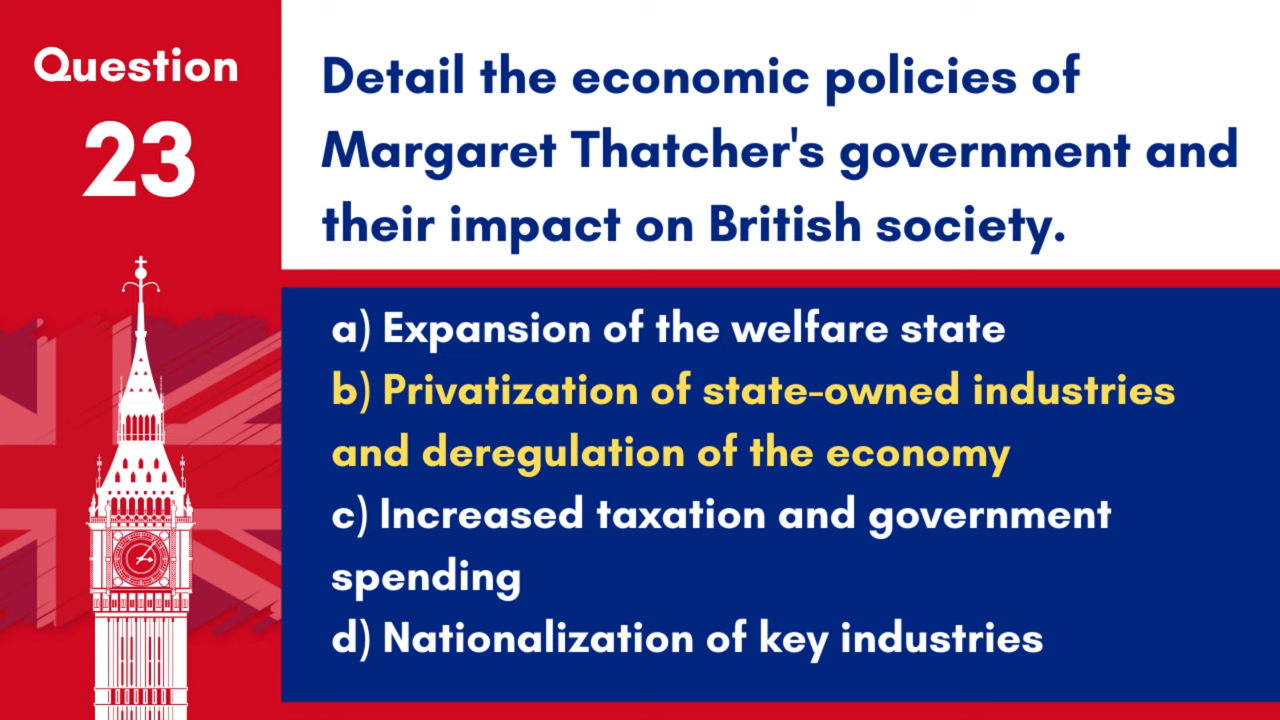 Question
23
Detail the economic policies of
Margaret Thatcher's government and
their impact on British society.
a) Expansion of the welfare state
b) Privatization of state-owned industries
and deregulation of the economy
c) Increased taxation and government
spending
d) Nationalization of key industries